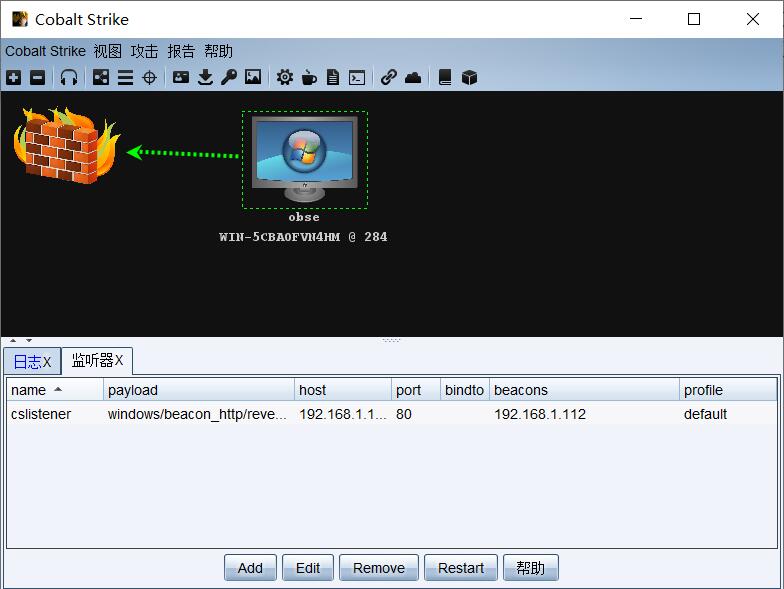 Cobalt Strike
Cobalt Strike 视图 攻击 报告 帮助
obse
WIN-5CBAOFVN4HM @ 284
日志X 监听器X
name payload host port bindto beacons profile
cslistener windows/beacon_http/reve... 192.168.1.1... 80 192.168.1.112 default
Add Edit Remove Restart 帮助